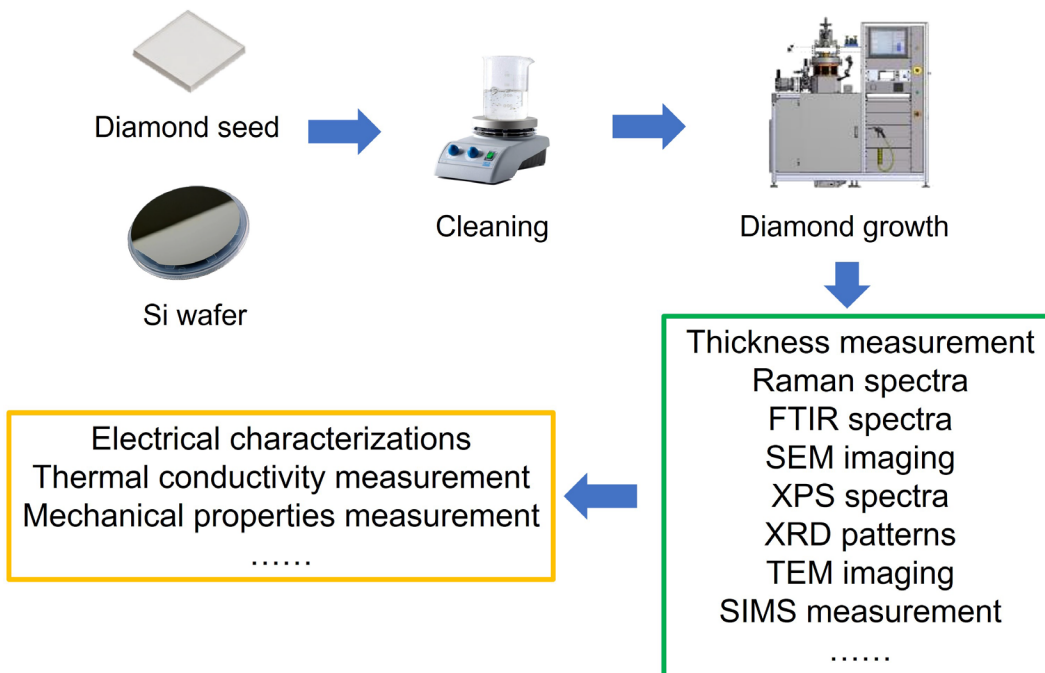 Diamond seed
Si wafer
Cleaning
Diamond growth
Thickness measurement
Raman spectra
FTIR spectra
SEM imaging
XPS spectra
XRD patterns
TEM imaging
SIMS measurement
......
Electrical characterizations
Thermal conductivity measurement
Mechanical properties measurement
......